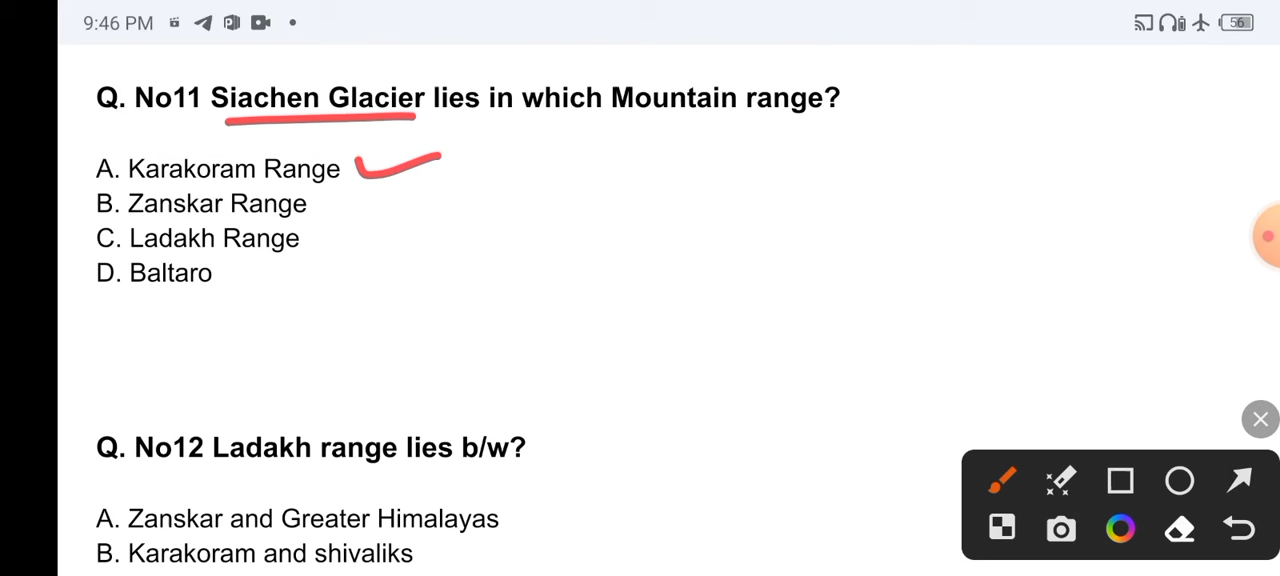 9:46 PM
56
Q. No11 Siachen Glacier lies in which Mountain range?
A. Karakoram Range
B. Zanskar Range
C. Ladakh Range
D. Baltaro
Q. No12 Ladakh range lies b/w?
A. Zanskar and Greater Himalayas
B. Karakoram and shivaliks